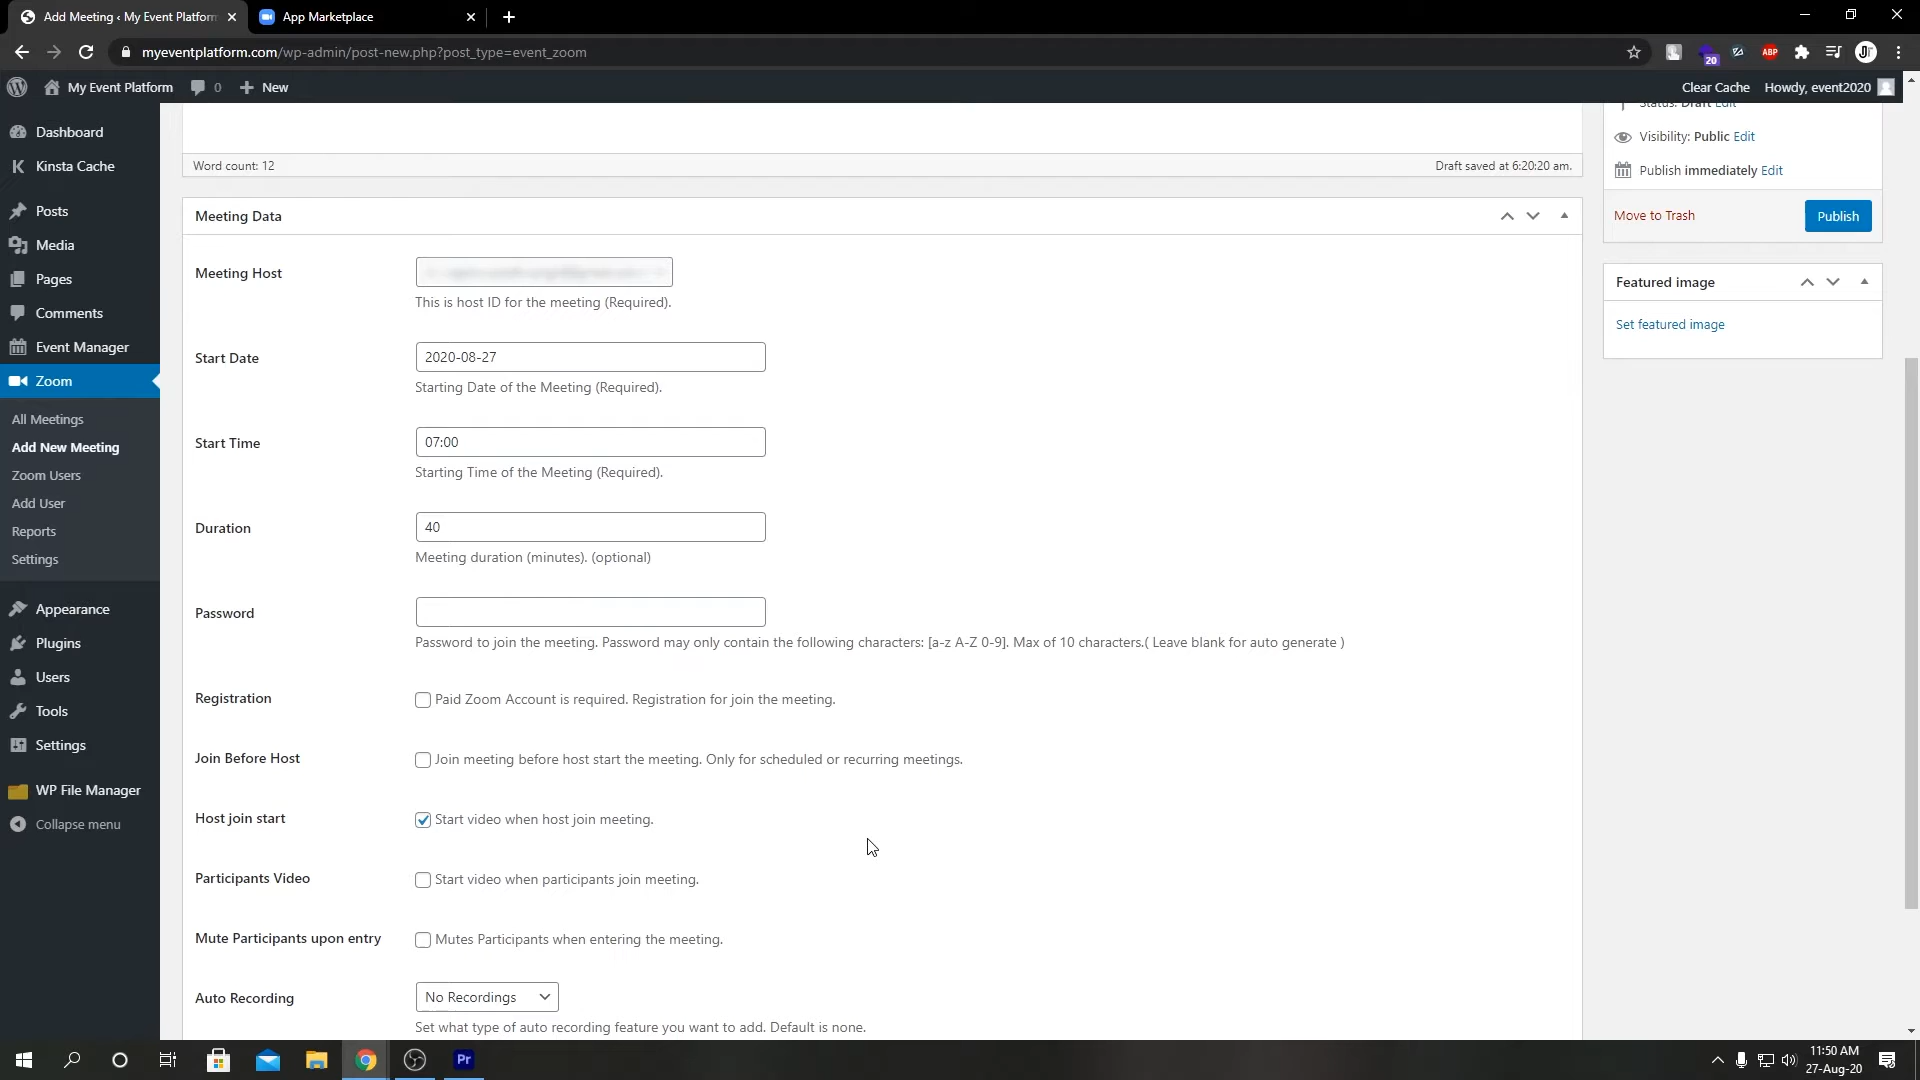 Add Meeting ‹ My Event Platform
App Marketplace
myeventplatform.com/wp-admin/post-new.php?post_type=event_zoom
20
ABP
My Event Platform
0
New
Clear Cache
Howdy, event2020
Dashboard
Kinsta Cache
Posts
Media
Pages
Comments
Event Manager
Zoom
All Meetings
Add New Meeting
Zoom Users
Add User
Reports
Settings
Appearance
Plugins
Users
Tools
Settings
WP File Manager
Collapse menu
Word count: 12
Draft saved at 6:20:20 am.
Meeting Data
Meeting Host
This is host ID for the meeting (Required).
Start Date
2020-08-27
Starting Date of the Meeting (Required).
Start Time
07:00
Starting Time of the Meeting (Required).
Duration
40
Meeting duration (minutes). (optional)
Password
Password to join the meeting. Password may only contain the following characters: [a-z A-Z 0-9]. Max of 10 characters.( Leave blank for auto generate )
Registration
Paid Zoom Account is required. Registration for join the meeting.
Join Before Host
Join meeting before host start the meeting. Only for scheduled or recurring meetings.
Host join start
Start video when host join meeting.
Participants Video
Start video when participants join meeting.
Mute Participants upon entry
Mutes Participants when entering the meeting.
Auto Recording
No Recordings
Set what type of auto recording feature you want to add. Default is none.
Status: Draft Edit
Visibility: Public Edit
Publish immediately Edit
Move to Trash
Publish
Featured image
Set featured image
Pr
11:50 AM
27-Aug-20